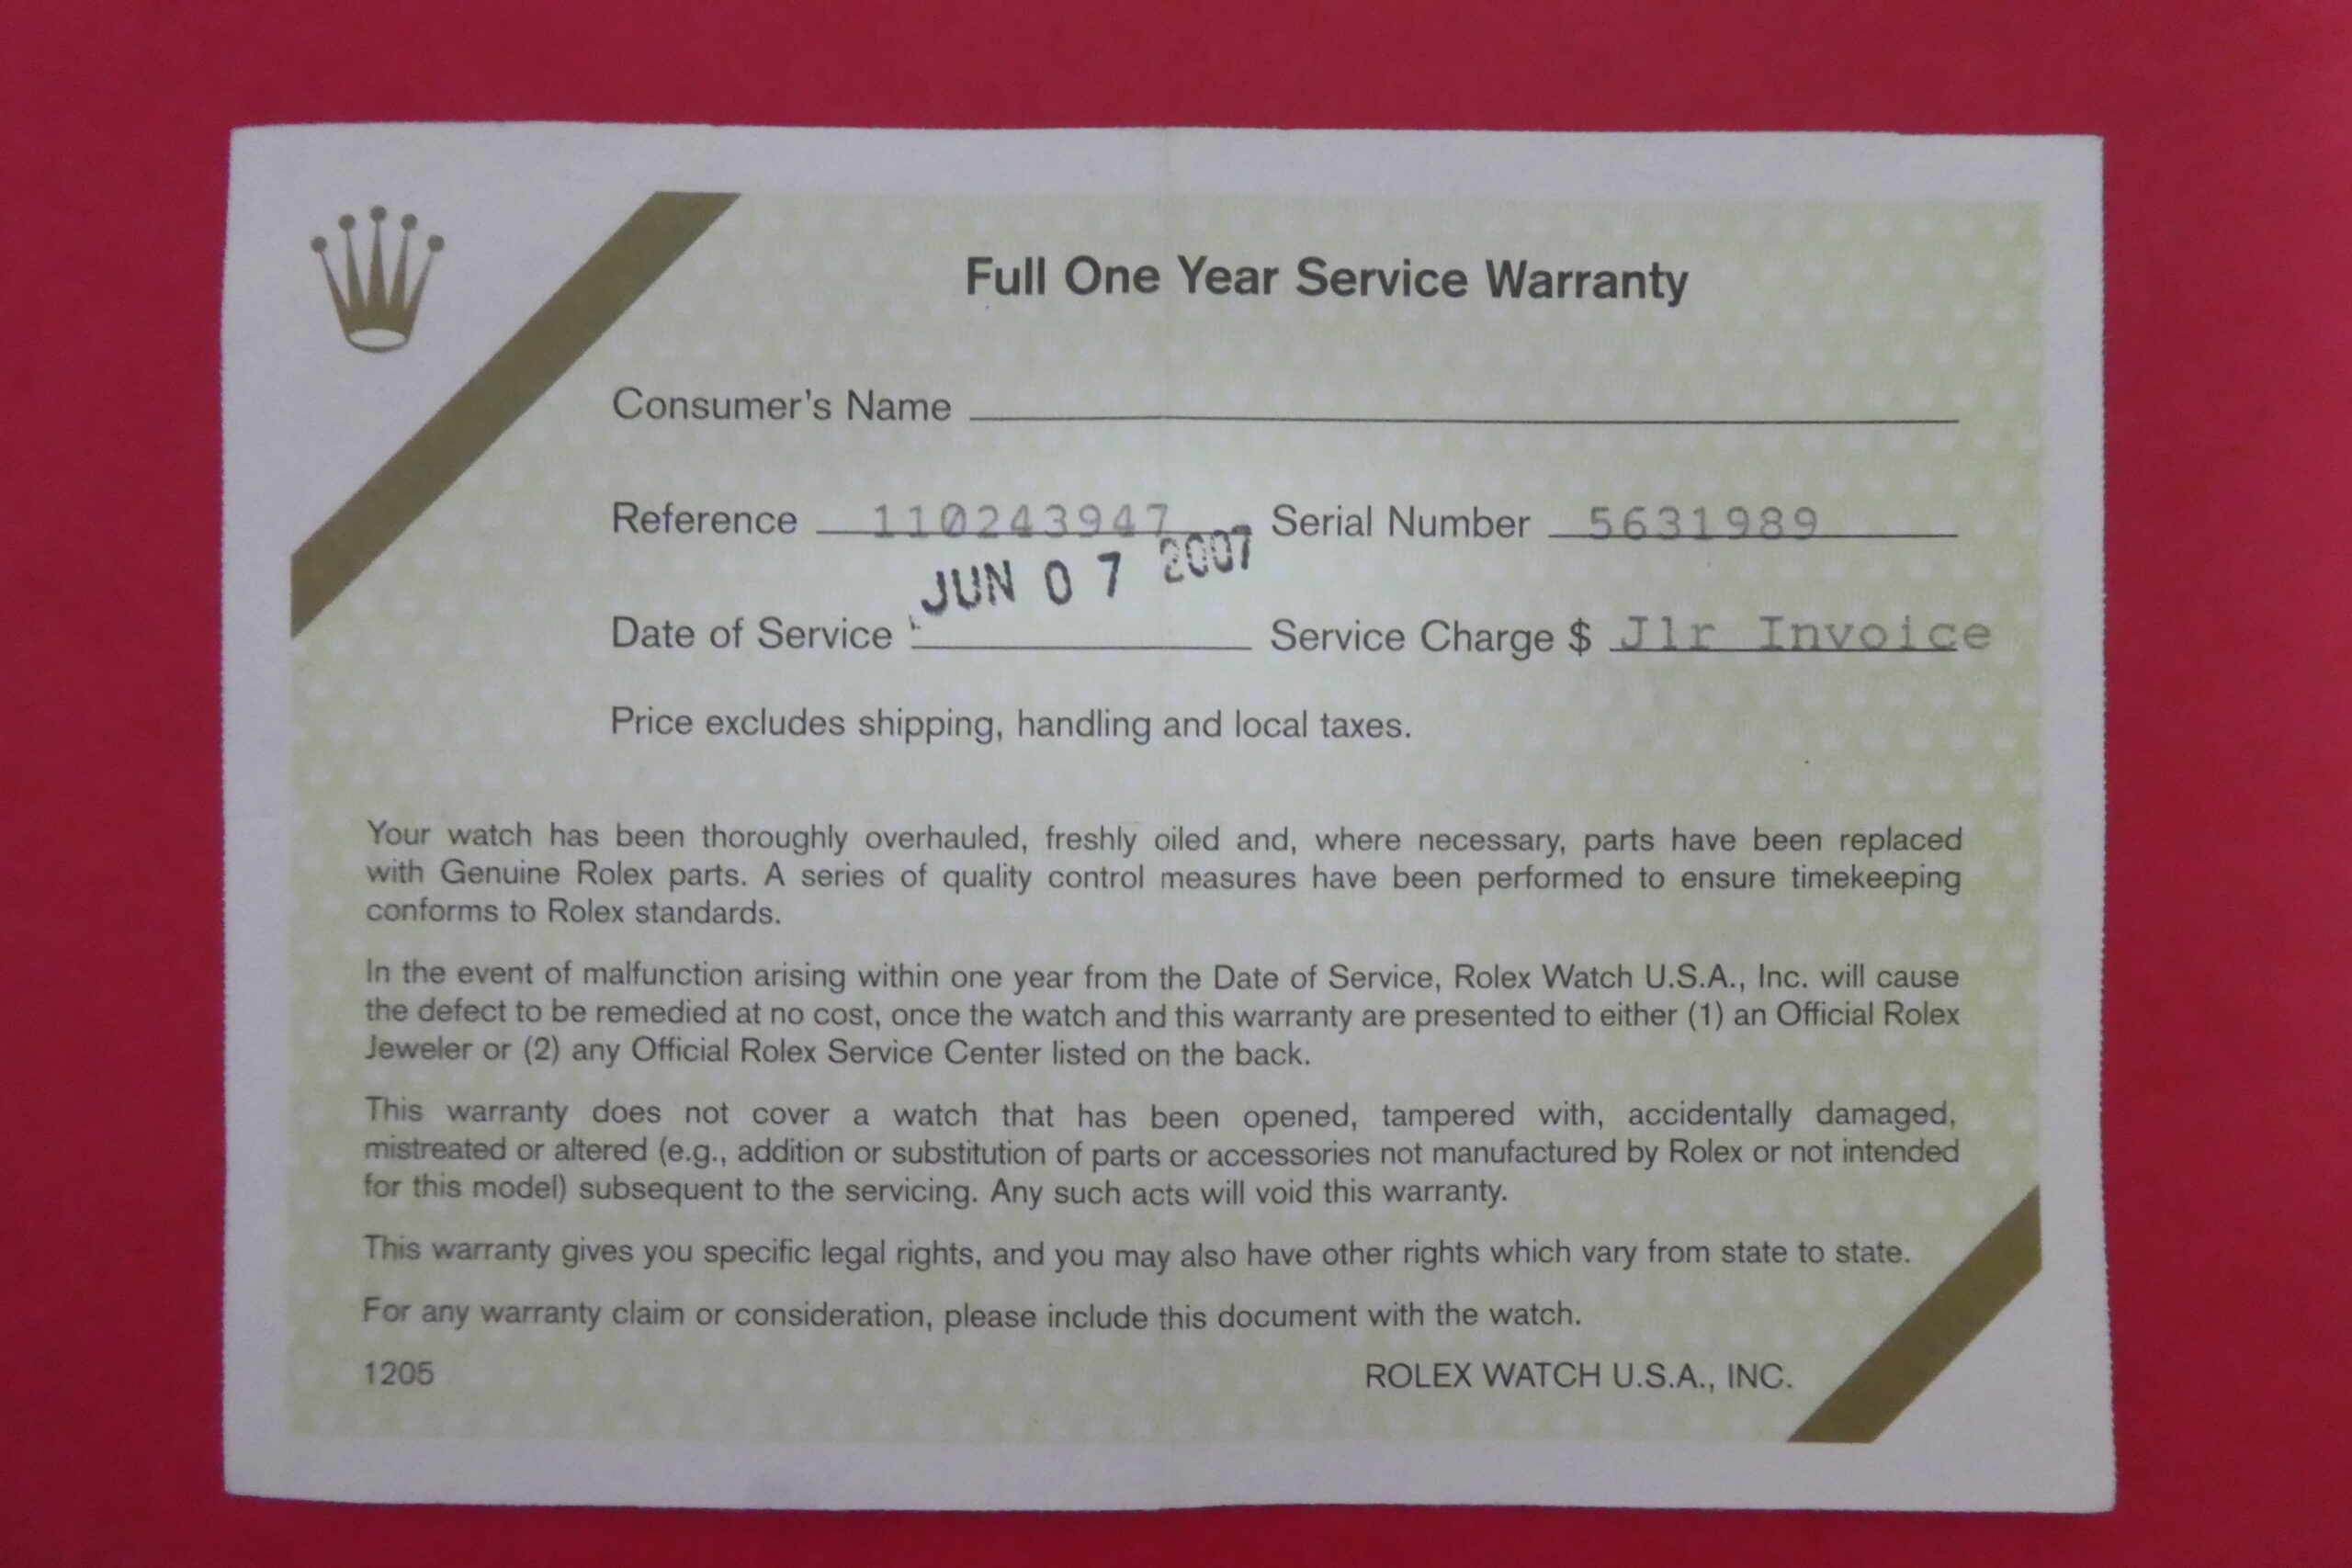 Full One Year Service Warranty
Consumer's Name
Reference 110243947 Serial Number 5631989
JUN 07 2007
Date of Service Service Charge $ Jlr Invoice
Price excludes shipping, handling and local taxes.
Your watch has been thoroughly overhauled, freshly oiled and, where necessary, parts have been replaced
with Genuine Rolex parts. A series of quality control measures have been performed to ensure timekeeping
conforms to Rolex standards.
In the event of malfunction arising within one year from the Date of Service, Rolex Watch U.S.A., Inc. will cause
the defect to be remedied at no cost, once the watch and this warranty are presented to either (1) an Official Rolex
Jeweler or (2) any Official Rolex Service Center listed on the back.
This warranty does not cover a watch that has been opened, tampered with, accidentally damaged,
mistreated or altered (e.g., addition or substitution of parts or accessories not manufactured by Rolex or not intended
for this model) subsequent to the servicing. Any such acts will void this warranty.
This warranty gives you specific legal rights, and you may also have other rights which vary from state to state.
For any warranty claim or consideration, please include this document with the watch.
1205 ROLEX WATCH U.S.A., INC.